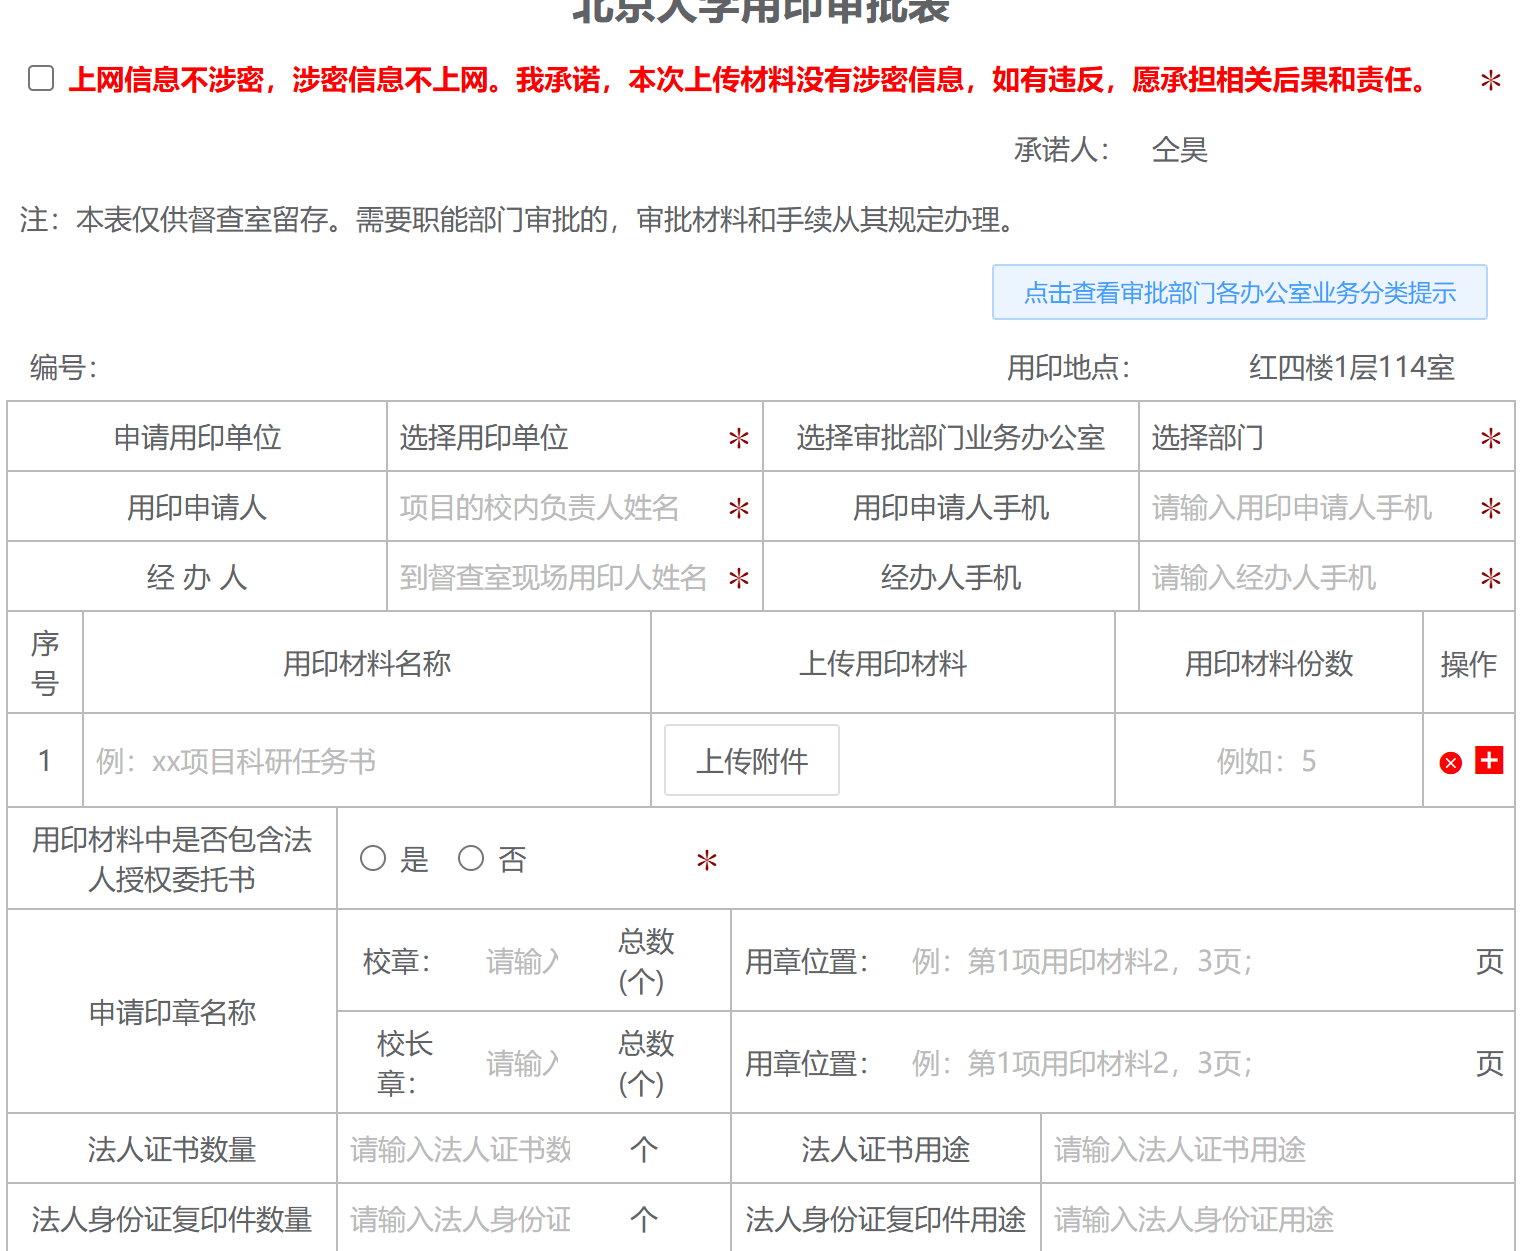 北京大学用印审批表
上网信息不涉密，涉密信息不上网。我承诺，本次上传材料没有涉密信息，如有违反，愿承担相关后果和责任。 *
承诺人： 仝昊
注：本表仅供督查室留存。需要职能部门审批的，审批材料和手续从其规定办理。
点击查看审批部门各办公室业务分类提示
编号： 用印地点： 红四楼1层114室
申请用印单位 选择用印单位 * 选择审批部门业务办公室 选择部门 *
用印申请人 项目的校内负责人姓名 * 用印申请人手机 请输入用印申请人手机 *
经 办 人 到督查室现场用印人姓名 * 经办人手机 请输入经办人手机 *
序
号
用印材料名称 上传用印材料 用印材料份数 操作
1 例：xx项目科研任务书 上传附件 例如：5
用印材料中是否包含法
人授权委托书
是 否 *
申请印章名称
校章： 请输入
总数
(个)
用章位置： 例：第1项用印材料2，3页； 页
校长
章：
请输入
总数
(个)
用章位置： 例：第1项用印材料2，3页； 页
法人证书数量 请输入法人证书数 个 法人证书用途 请输入法人证书用途
法人身份证复印件数量 请输入法人身份证 个 法人身份证复印件用途 请输入法人身份证用途